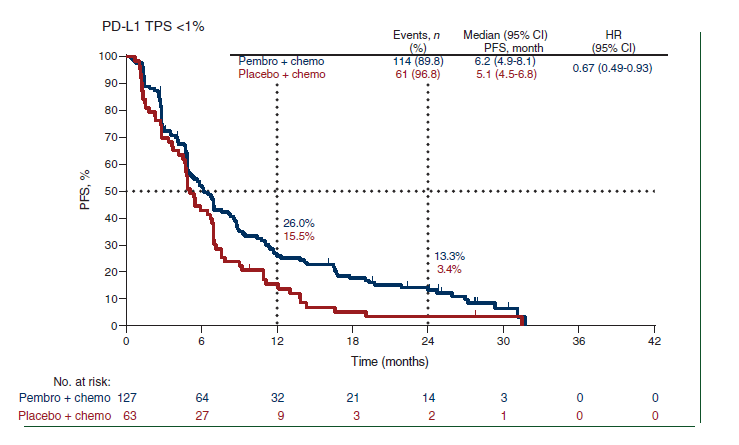 PD-L1 TPS <1%
Events, n Median (95% CI) HR
(%) PFS, month (95% CI)
Pembro + chemo 114 (89.8) 6.2 (4.9-8.1)
0.67 (0.49-0.93)
Placebo + chemo 61 (96.8) 5.1 (4.5-6.8)
100
90
80
70
60
50
40
30
20
10
0
PFS, %
26.0%
15.5%
13.3%
3.4%
0 6 12 18 24 30 36 42
Time (months)
No. at risk:
Pembro + chemo 127 64 32 21 14 3 0 0
Placebo + chemo 63 27 9 3 2 1 0 0